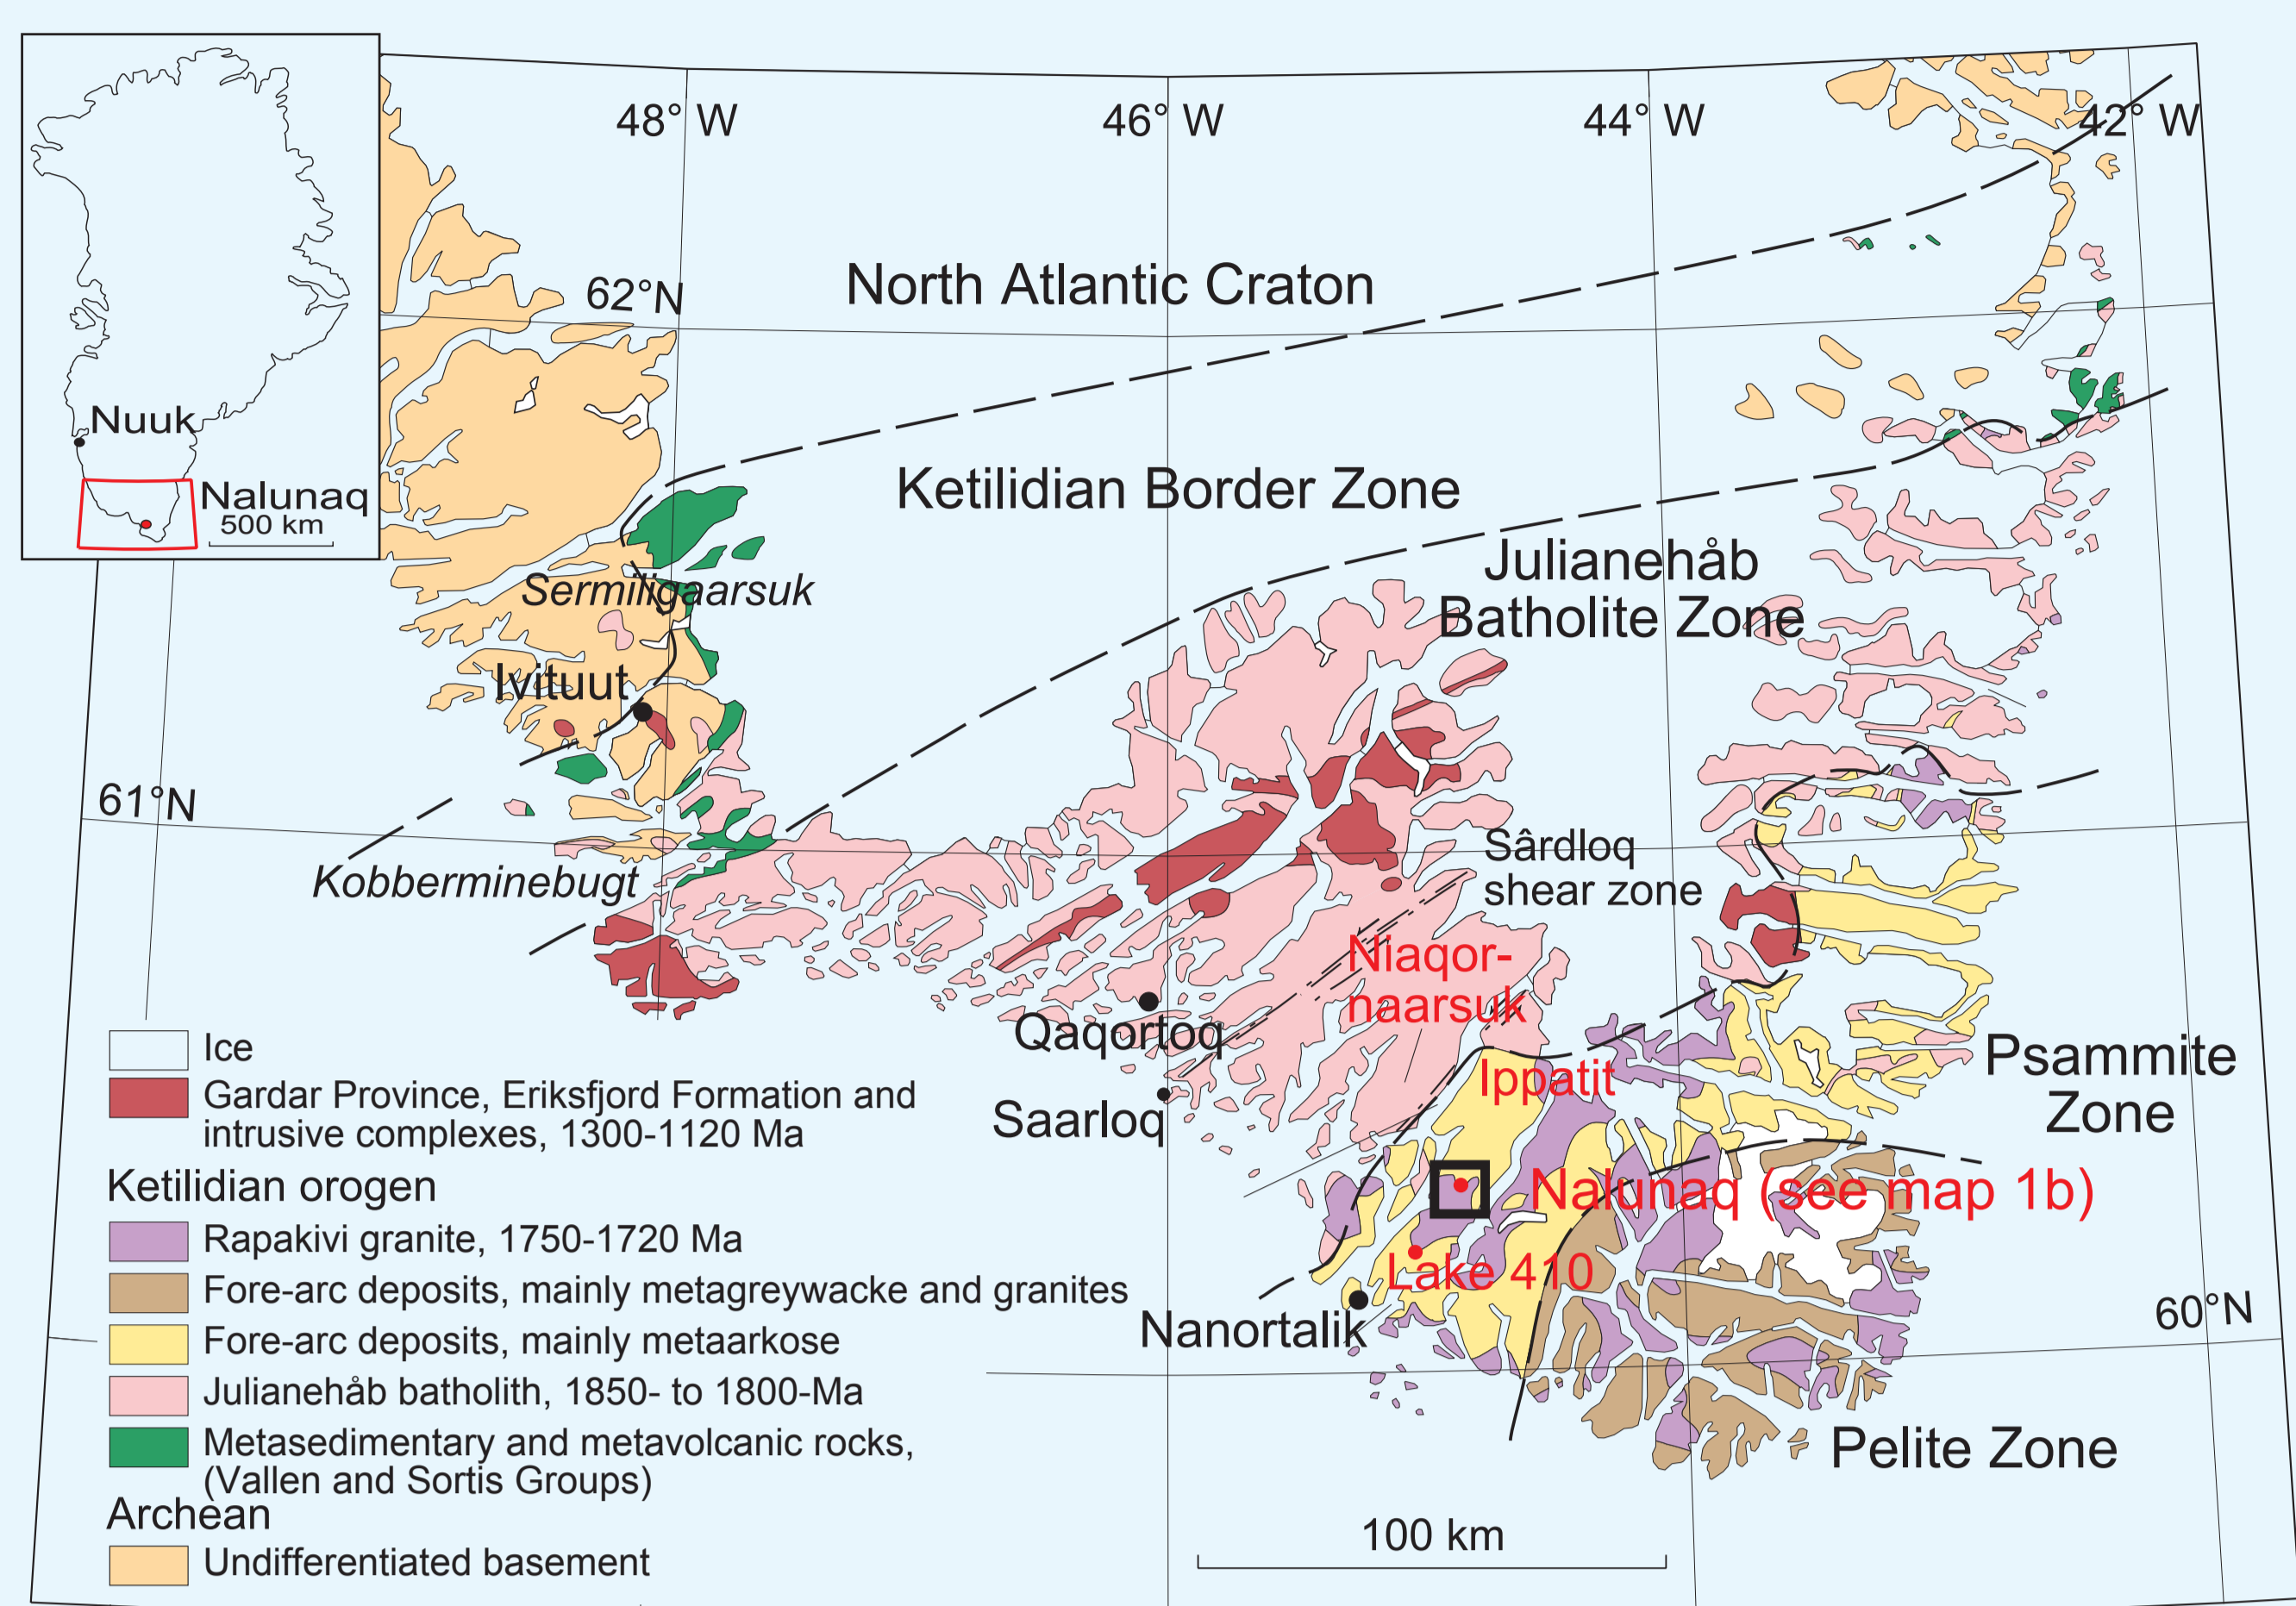 48° W
46° W
44° W
42° W
62°N
North Atlantic Craton
Nuuk
Nalunaq
500 km
Ketilidian Border Zone
Julianehåb
Batholite Zone
Sermiligaarsuk
Ivituut
61°N
Kobberminebugt
Sârdloq
shear zone
Niaqor-
naarsuk
Qaqortoq
Ippatit
Saarloq
Psammite
Zone
Nalunaq (see map 1b)
Lake 410
Nanortalik
60°N
Pelite Zone
100 km
Ice
Gardar Province, Eriksfjord Formation and
intrusive complexes, 1300-1120 Ma
Ketilidian orogen
Rapakivi granite, 1750-1720 Ma
Fore-arc deposits, mainly metagreywacke and granites
Fore-arc deposits, mainly metaarkose
Julianehåb batholith, 1850- to 1800-Ma
Metasedimentary and metavolcanic rocks,
(Vallen and Sortis Groups)
Archean
Undifferentiated basement